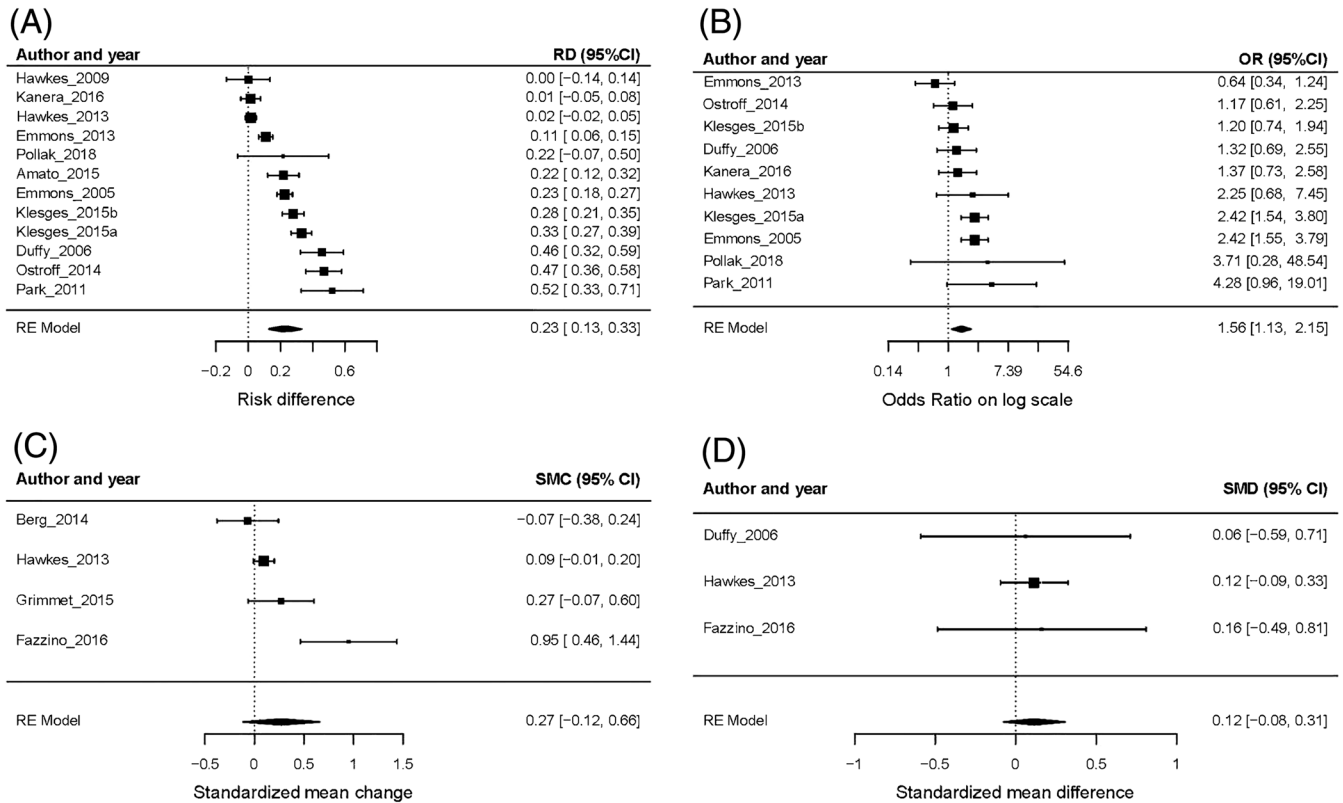 (A)
Author and year RD (95%CI)
Hawkes_2009 0.00 [−0.14, 0.14]
Kanera_2016 0.01 [−0.05, 0.08]
Hawkes_2013 0.02 [−0.02, 0.05]
Emmons_2013 0.11 [ 0.06, 0.15]
Pollak_2018 0.22 [−0.07, 0.50]
Amato_2015 0.22 [ 0.12, 0.32]
Emmons_2005 0.23 [ 0.18, 0.27]
Klesges_2015b 0.28 [ 0.21, 0.35]
Klesges_2015a 0.33 [ 0.27, 0.39]
Duffy_2006 0.46 [ 0.32, 0.59]
Ostroff_2014 0.47 [ 0.36, 0.58]
Park_2011 0.52 [ 0.33, 0.71]
RE Model 0.23 [ 0.13, 0.33]
−0.2 0 0.2 0.6
Risk difference
(B)
Author and year OR (95%CI)
Emmons_2013 0.64 [0.34, 1.24]
Ostroff_2014 1.17 [0.61, 2.25]
Klesges_2015b 1.20 [0.74, 1.94]
Duffy_2006 1.32 [0.69, 2.55]
Kanera_2016 1.37 [0.73, 2.58]
Hawkes_2013 2.25 [0.68, 7.45]
Klesges_2015a 2.42 [1.54, 3.80]
Emmons_2005 2.42 [1.55, 3.79]
Pollak_2018 3.71 [0.28, 48.54]
Park_2011 4.28 [0.96, 19.01]
RE Model 1.56 [1.13, 2.15]
0.14 1 7.39 54.6
Odds Ratio on log scale
(C)
Author and year SMC (95% CI)
Berg_2014 −0.07 [−0.38, 0.24]
Hawkes_2013 0.09 [−0.01, 0.20]
Grimmet_2015 0.27 [−0.07, 0.60]
Fazzino_2016 0.95 [ 0.46, 1.44]
RE Model 0.27 [−0.12, 0.66]
−0.5 0 0.5 1 1.5
Standardized mean change
(D)
Author and year SMD (95% CI)
Duffy_2006 0.06 [−0.59, 0.71]
Hawkes_2013 0.12 [−0.09, 0.33]
Fazzino_2016 0.16 [−0.49, 0.81]
RE Model 0.12 [−0.08, 0.31]
−1 −0.5 0 0.5 1
Standardized mean difference